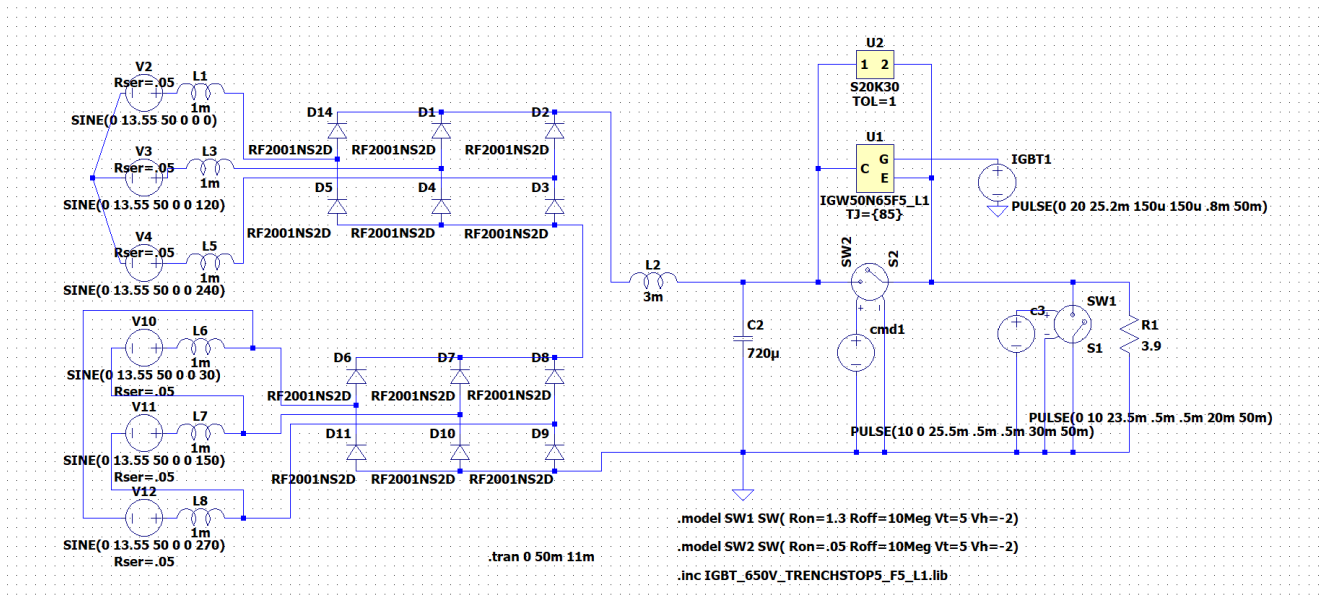 V2
Rser=.05
L1
1m
SINE(0 13.55 50 0 0 0)
V3
Rser=.05
L3
1m
SINE(0 13.55 50 0 0 120)
V4
Rser=.05
L5
1m
SINE(0 13.55 50 0 0 240)
V10
L6
1m
SINE(0 13.55 50 0 0 30)
Rser=.05
V11
L7
1m
SINE(0 13.55 50 0 0 150)
Rser=.05
V12
L8
1m
SINE(0 13.55 50 0 0 270)
Rser=.05
D14
D1
D2
RF2001NS2D
RF2001NS2D
RF2001NS2D
D5
D4
D3
RF2001NS2D
RF2001NS2D
RF2001NS2D
D6
D7
D8
RF2001NS2D
RF2001NS2D
RF2001NS2D
D11
D10
D9
RF2001NS2D
RF2001NS2D
RF2001NS2D
L2
3m
C2
720µ
U2
1 2
S20K30
TOL=1
U1
G
C
E
IGW50N65F5_L1
TJ={85}
IGBT1
PULSE(0 20 25.2m 150u 150u .8m 50m)
SW2
S2
cmd1
PULSE(10 0 25.5m .5m .5m 30m 50m)
c3
SW1
S1
PULSE(0 10 23.5m .5m .5m 20m 50m)
R1
3.9
.tran 0 50m 11m
.model SW1 SW( Ron=1.3 Roff=10Meg Vt=5 Vh=-2)
.model SW2 SW( Ron=.05 Roff=10Meg Vt=5 Vh=-2)
.inc IGBT_650V_TRENCHSTOP5_F5_L1.lib